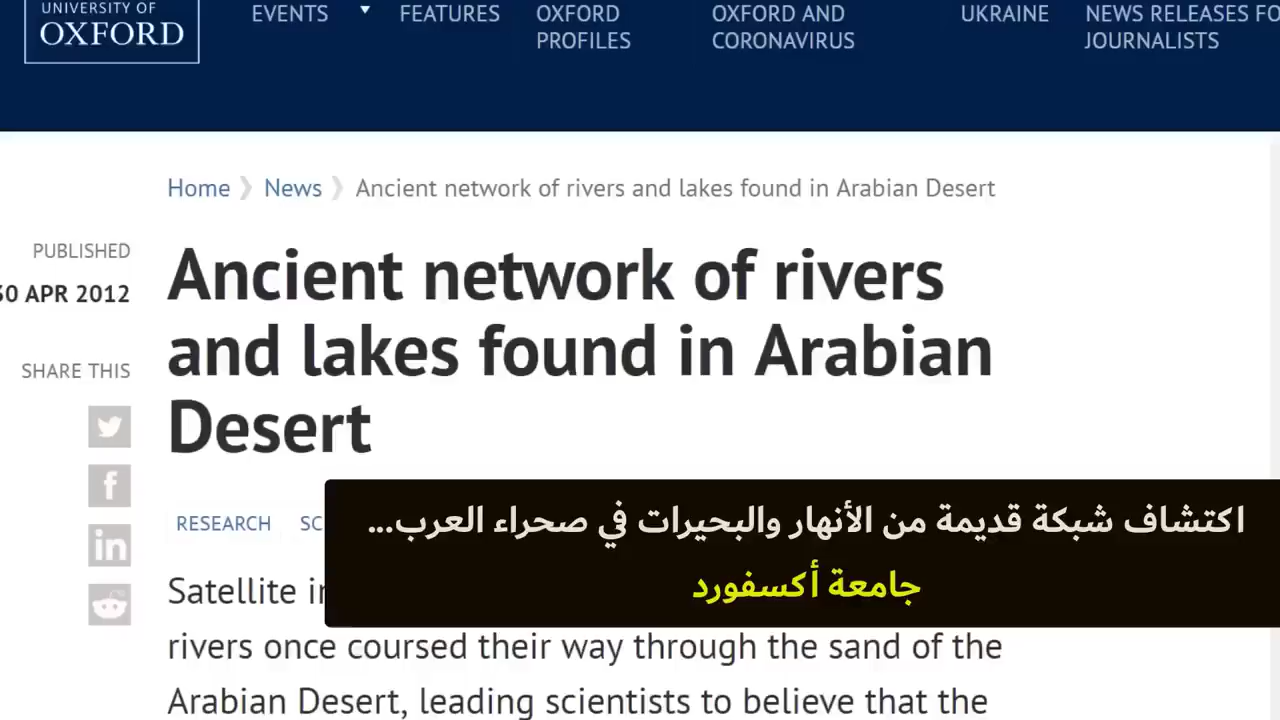 UNIVERSITY OF
OXFORD
EVENTS
FEATURES
OXFORD
PROFILES
OXFORD AND
CORONAVIRUS
UKRAINE
NEWS RELEASES
JOURNALISTS
Home
News
Ancient network of rivers and lakes found in Arabian Desert
PUBLISHED
30 APR 2012
SHARE THIS
Ancient network of rivers
and lakes found in Arabian
Desert
RESEARCH
اكتشاف شبكة قديمة من الأنهار والبحيرات في صحراء العرب...
جامعة أكسفورد
Satellite
rivers once coursed their way through the sand of the
Arabian Desert, leading scientists to believe that the